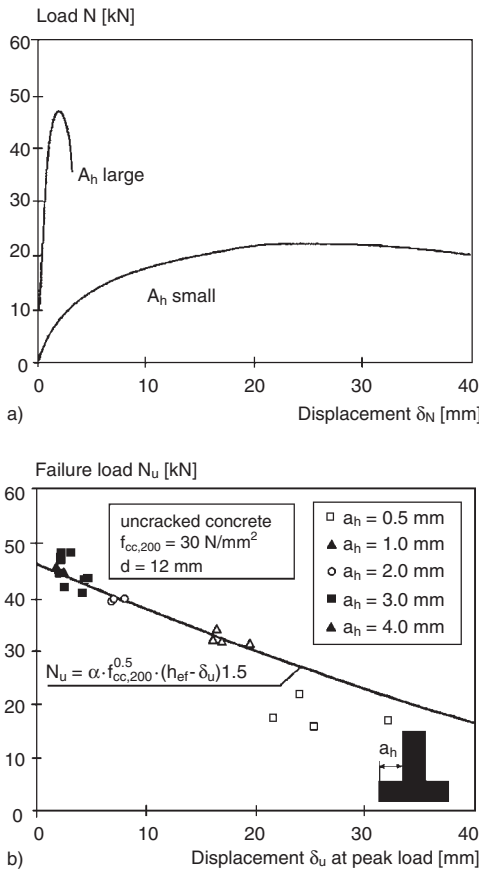 Load N [kN]
60
50
40
30
20
10
0
A_h large
A_h small
0 10 20 30 40
a) Displacement δ_N [mm]
Failure load N_u [kN]
60
50
40
30
20
10
0
uncracked concrete
f_cc,200 = 30 N/mm²
d = 12 mm
□ a_h = 0.5 mm
▲ a_h = 1.0 mm
○ a_h = 2.0 mm
■ a_h = 3.0 mm
▲ a_h = 4.0 mm
N_u = α·f_cc,200^0.5·(h_ef-δ_u)1.5
a_h
0 10 20 30 40
b) Displacement δ_u at peak load [mm]